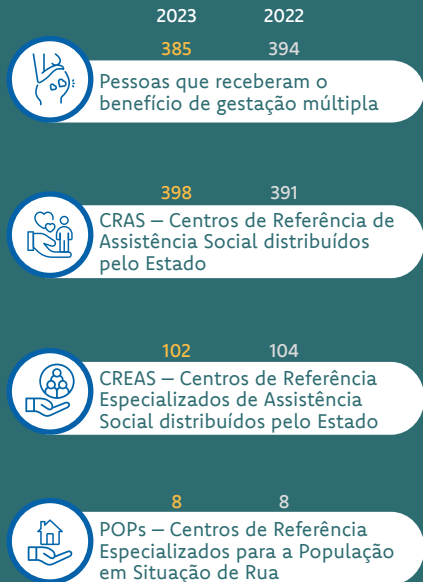 2023 2022
385 394
Pessoas que receberam o
benefício de gestação múltipla
398 391
CRAS – Centros de Referência de
Assistência Social distribuídos
pelo Estado
102 104
CREAS – Centros de Referência
Especializados de Assistência
Social distribuídos pelo Estado
8 8
POPs – Centros de Referência
Especializados para a População
em Situação de Rua